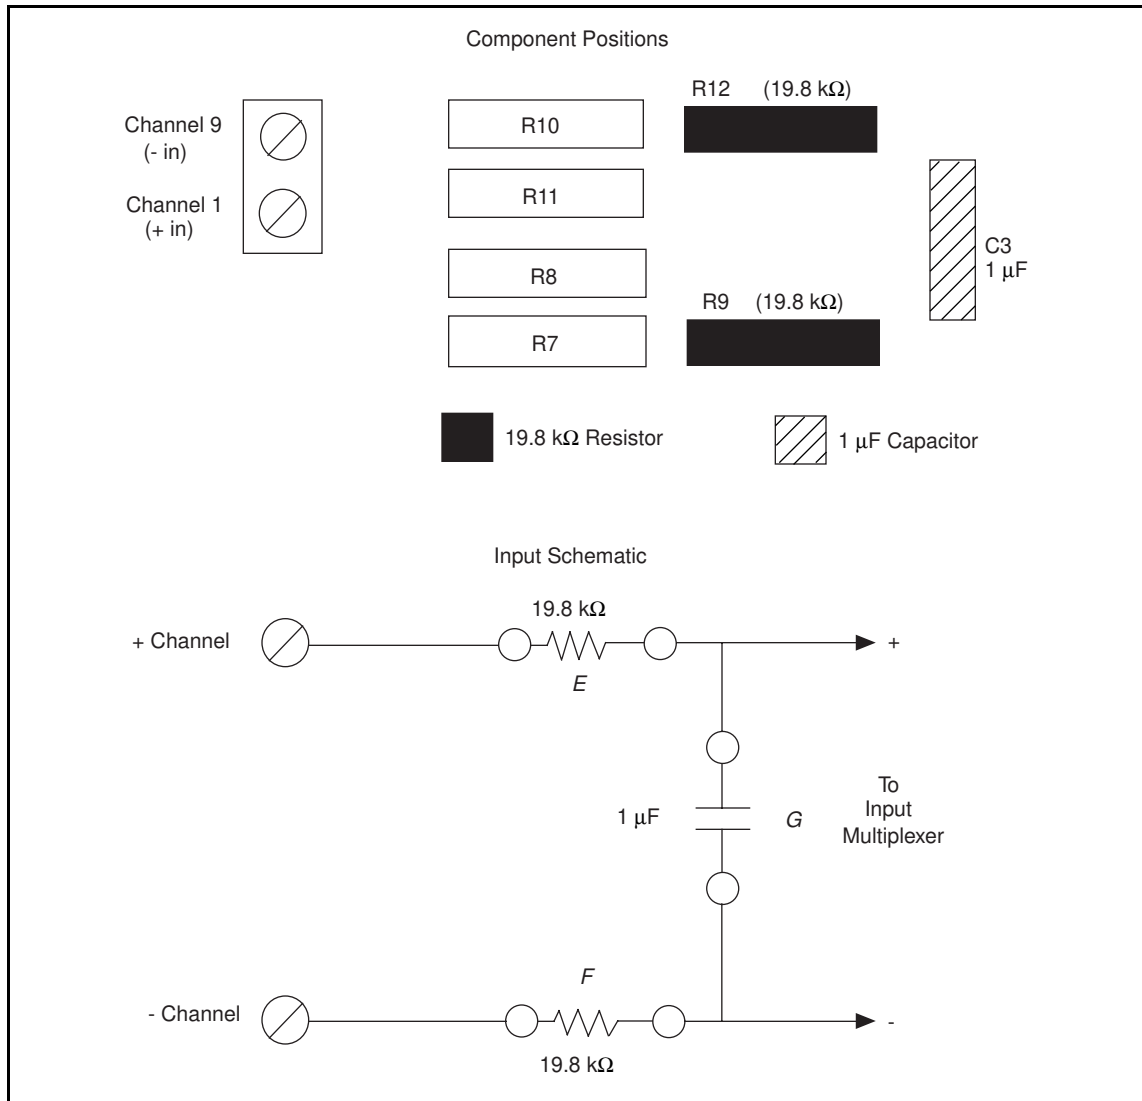 Component Positions
R12 (19.8 kΩ)
Channel 9
(- in)
R10
R11
Channel 1
(+ in)
C3
1 μF
R8
R9 (19.8 kΩ)
R7
19.8 kΩ Resistor
1 μF Capacitor
Input Schematic
19.8 kΩ
+ Channel
+
E
To
Input
Multiplexer
1 μF
G
F
- Channel
-
19.8 kΩ